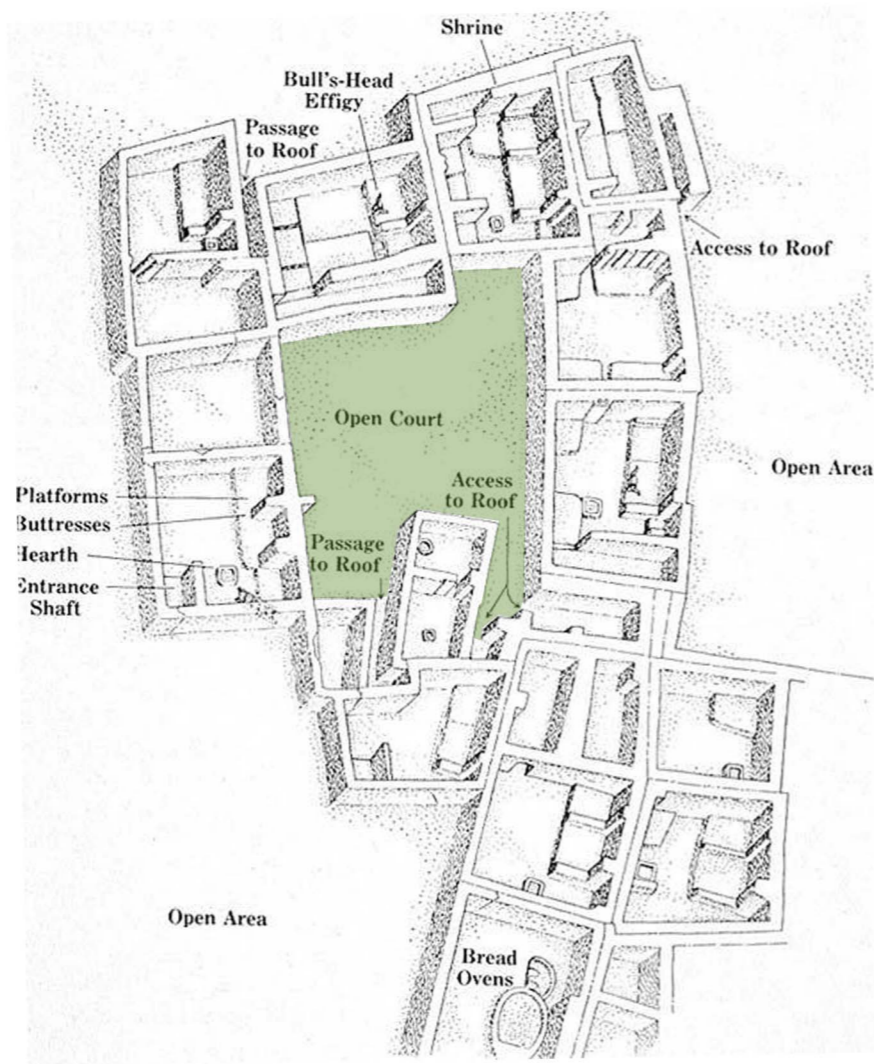 Shrine
Bull's-Head
Effigy
Passage
to Roof
Access to Roof
Open Court
Open Area
Access
to Roof
Platforms
Buttresses
Hearth
Entrance
Shaft
Passage
to Roof
Open Area
Bread
Ovens